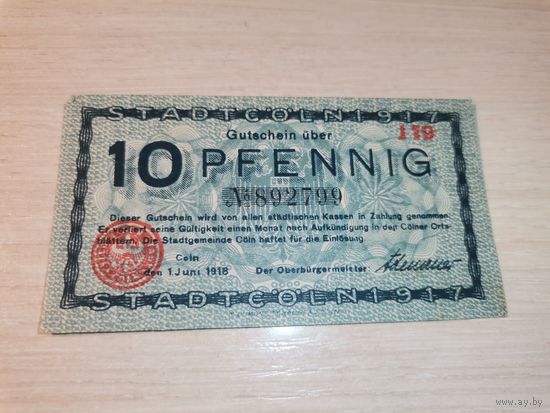 STADTCÖLN1917
Gutschein über
119
10 PFENNIG
№892799
Dieser Gutschein wird von allen städtischen Kassen in Zahlung genommen.
Er verliert seine Gültigkeit einen Monat nach Aufkündigung in den Cölner Orts-
blättern. Die Stadtgemeinde Cöln haftet für die Einlösung.
Cöln
den 1. Juni 1918
Der Oberbürgermeister
STADTCÖLN1917
www.ay.by